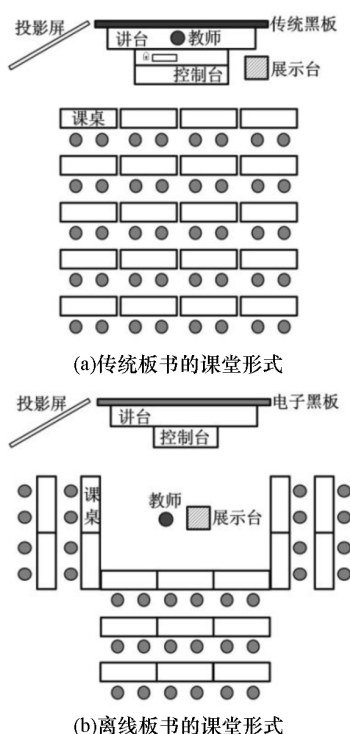 投影屏
传统黑板
讲台
教师
控制台
展示台
课桌
(a)传统板书的课堂形式
投影屏
电子黑板
讲台
控制台
课
桌
教师
展示台
(b)离线板书的课堂形式